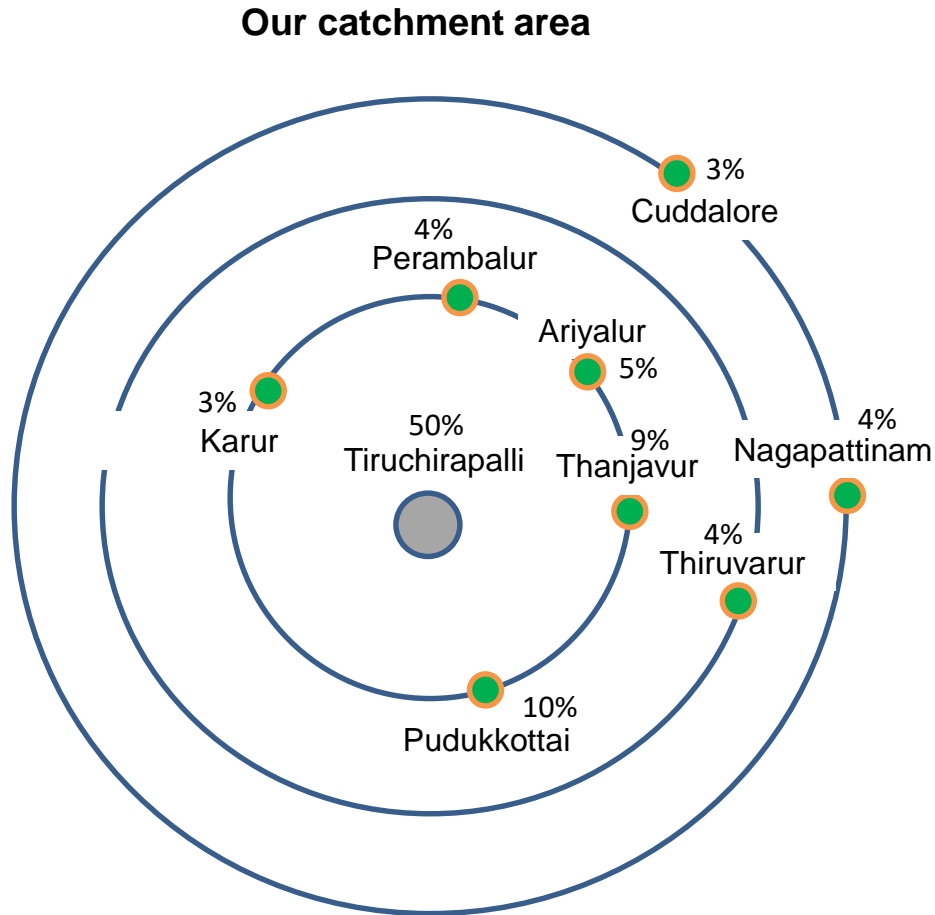 Our catchment area
3%
Cuddalore
4%
Perambalur
Ariyalur
5%
3%
Karur
50%
Tiruchirapalli
9%
Thanjavur
4%
Nagapattinam
4%
Thiruvarur
10%
Pudukkottai